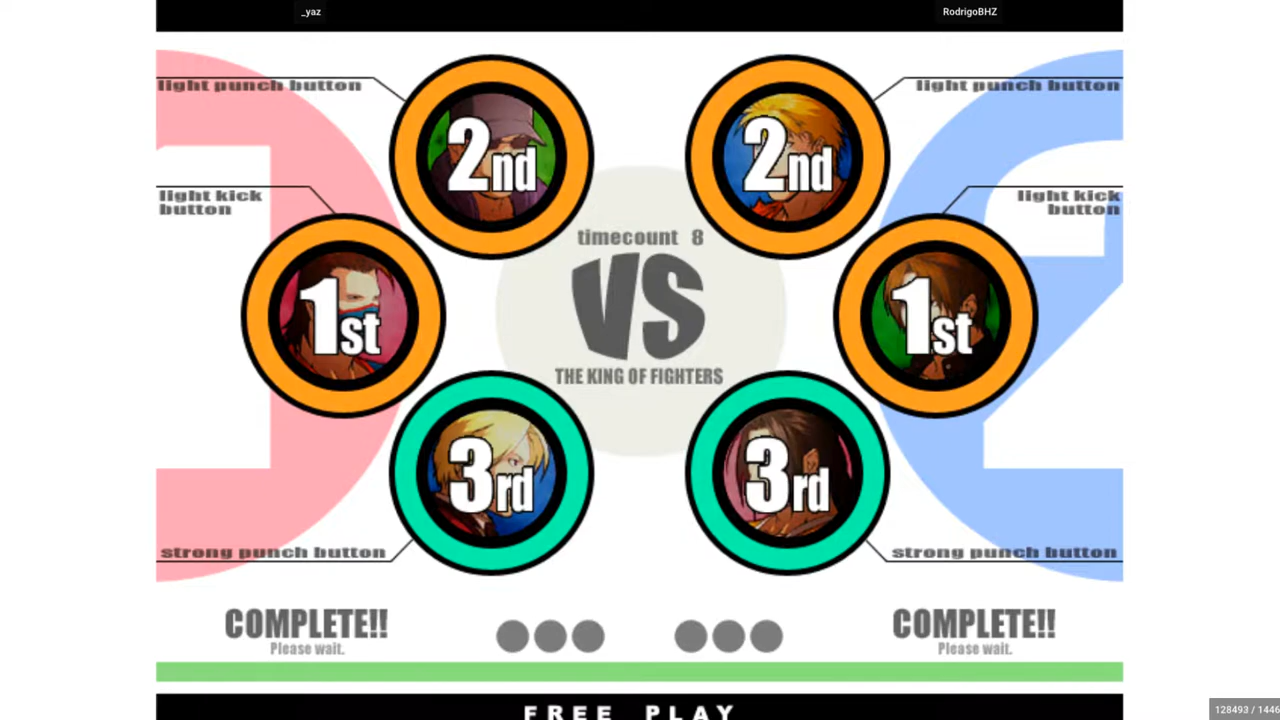 _yaz
RodrigoBHZ
light punch button
2nd
2nd
light punch button
light kick
button
light kick
button
timecount 8
VS
THE KING OF FIGHTERS
1st
1st
3rd
3rd
strong punch button
strong punch button
COMPLETE!!
Please wait.
COMPLETE!!
Please wait.
FREE PLAY
128493 / 1446